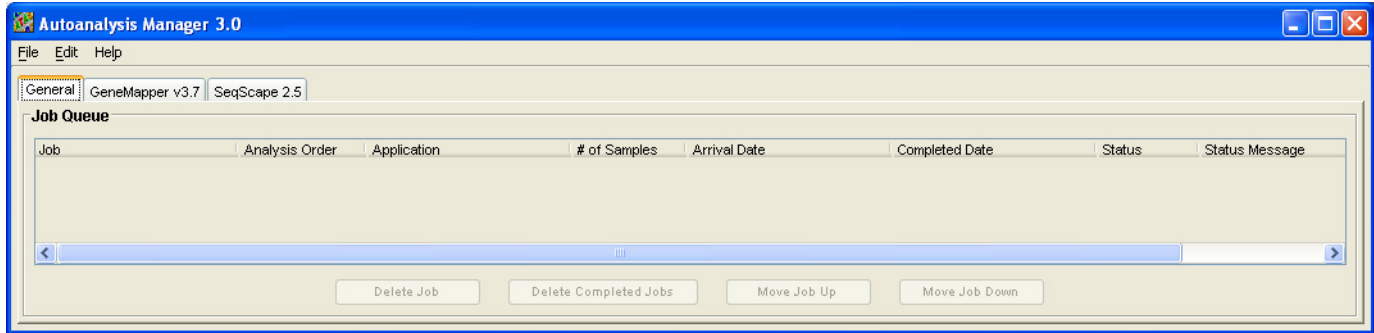 Autoanalysis Manager 3.0
File Edit Help
General GeneMapper v3.7 SeqScape 2.5
Job Queue
Job Analysis Order Application # of Samples Arrival Date Completed Date Status Status Message
Delete Job Delete Completed Jobs Move Job Up Move Job Down